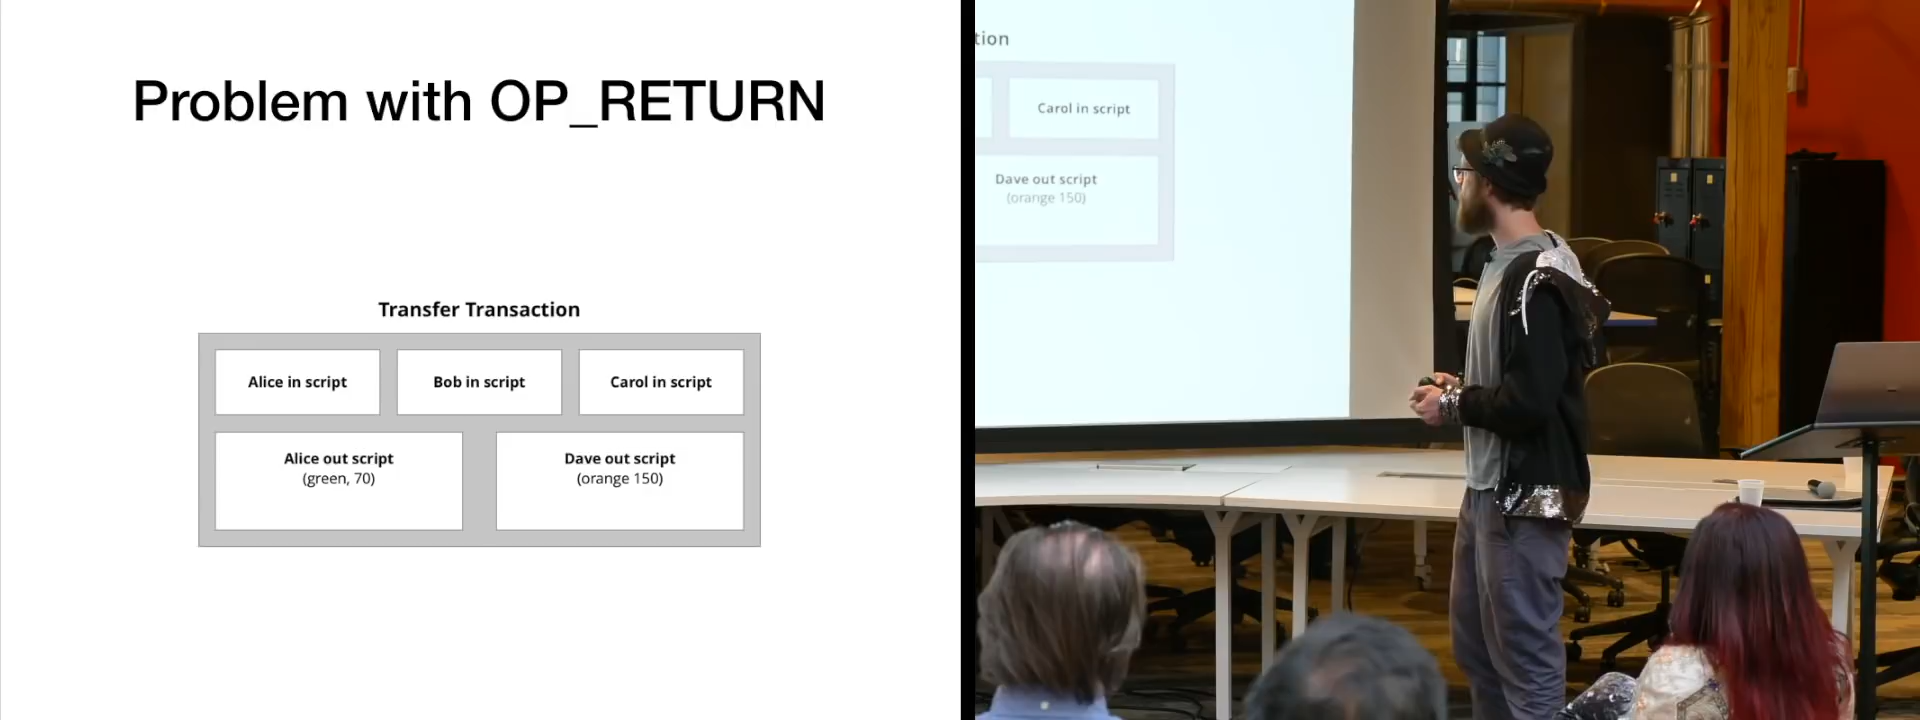 Problem with OP_RETURN
Transfer Transaction
Alice in script
Bob in script
Carol in script
Alice out script
(green, 70)
Dave out script
(orange 150)
tion
Carol in script
Dave out script
(orange 150)